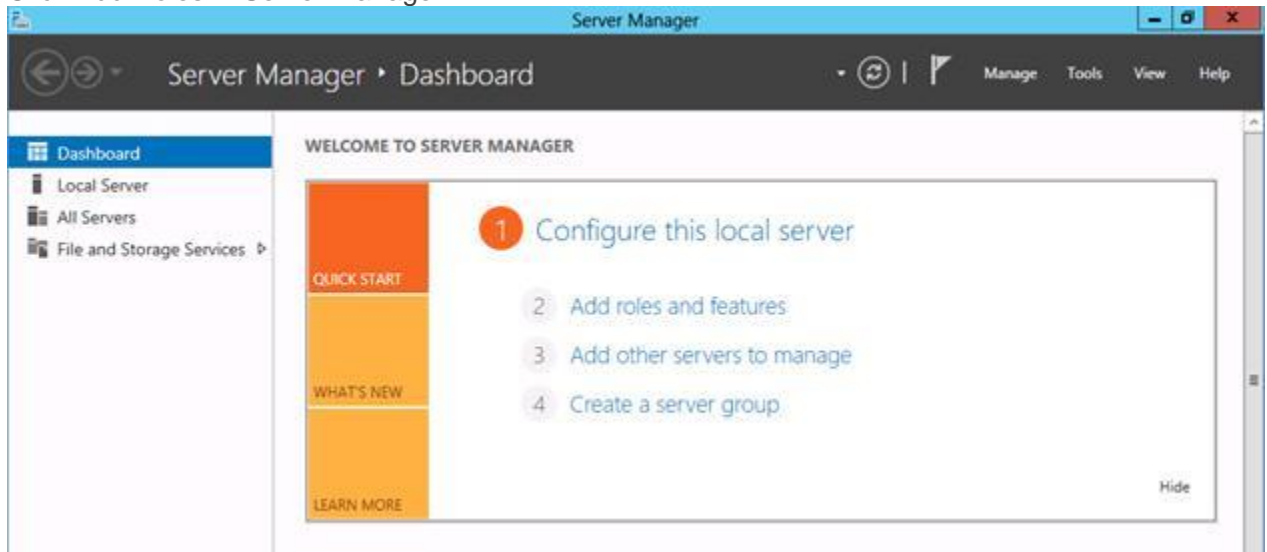 Server Manager
Server Manager • Dashboard
Manage Tools View Help
Dashboard
Local Server
All Servers
File and Storage Services
WELCOME TO SERVER MANAGER
QUICK START
WHAT'S NEW
LEARN MORE
1 Configure this local server
2 Add roles and features
3 Add other servers to manage
4 Create a server group
Hide